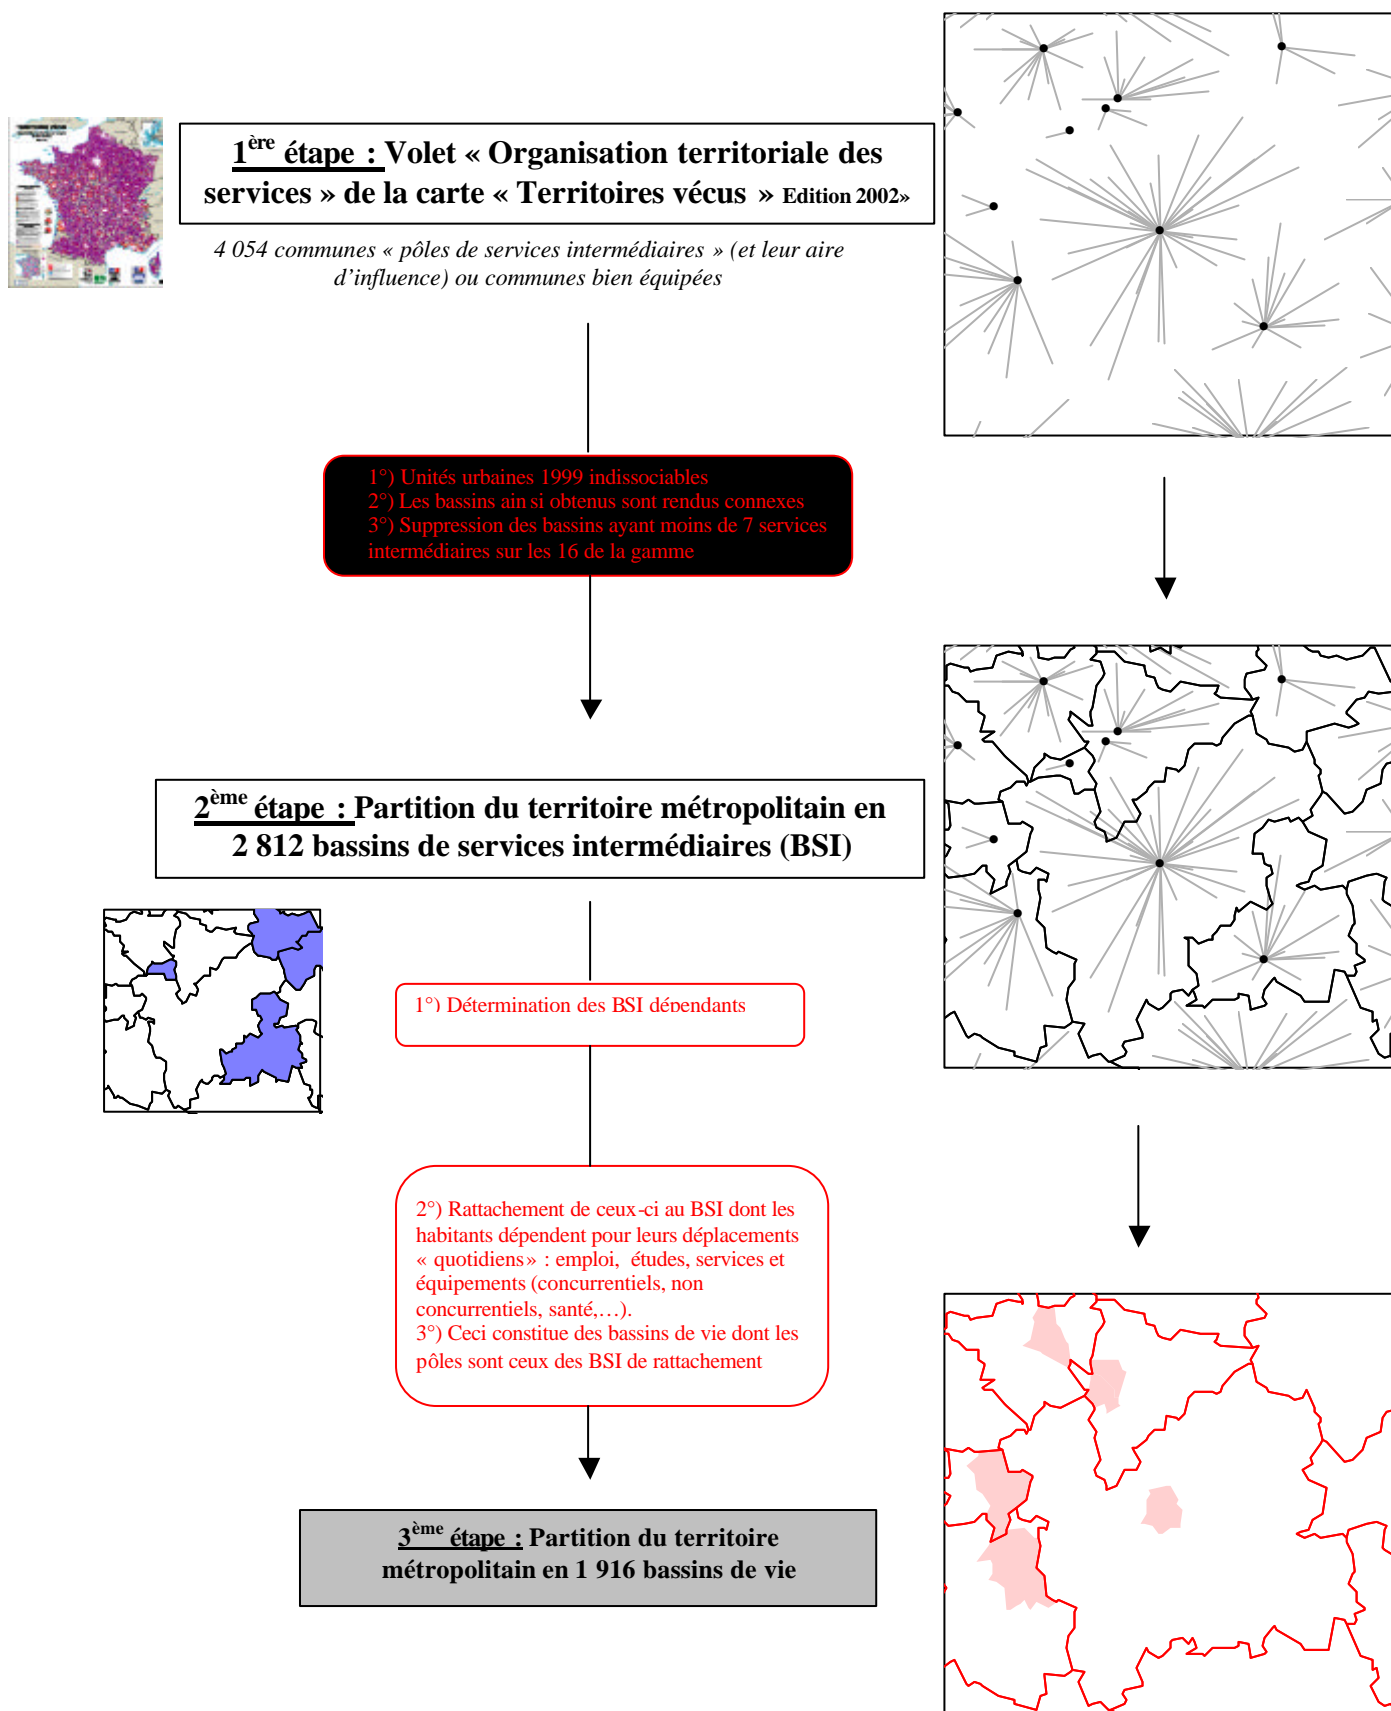 1ère étape : Volet « Organisation territoriale des
services » de la carte « Territoires vécus » Edition 2002»
4 054 communes « pôles de services intermédiaires » (et leur aire
d'influence) ou communes bien équipées
1°) Unités urbaines 1999 indissociables
2°) Les bassins ain si obtenus sont rendus connexes
3°) Suppression des bassins ayant moins de 7 services
intermédiaires sur les 16 de la gamme
2ème étape : Partition du territoire métropolitain en
2 812 bassins de services intermédiaires (BSI)
1°) Détermination des BSI dépendants
2°) Rattachement de ceux-ci au BSI dont les
habitants dépendent pour leurs déplacements
« quotidiens» : emploi, études, services et
équipements (concurrentiels, non
concurrentiels, santé,…).
3°) Ceci constitue des bassins de vie dont les
pôles sont ceux des BSI de rattachement
3ème étape : Partition du territoire
métropolitain en 1 916 bassins de vie